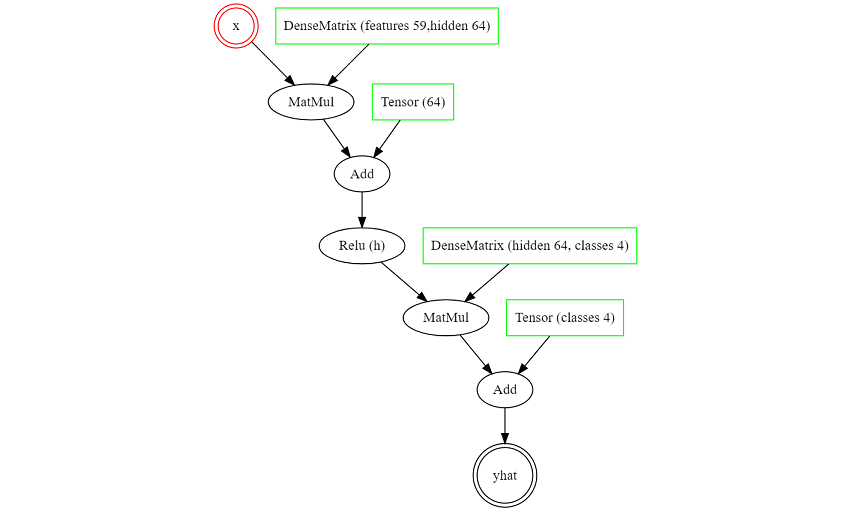 x
DenseMatrix (features 59,hidden 64)
MatMul
Tensor (64)
Add
Relu (h)
DenseMatrix (hidden 64, classes 4)
MatMul
Tensor (classes 4)
Add
yhat